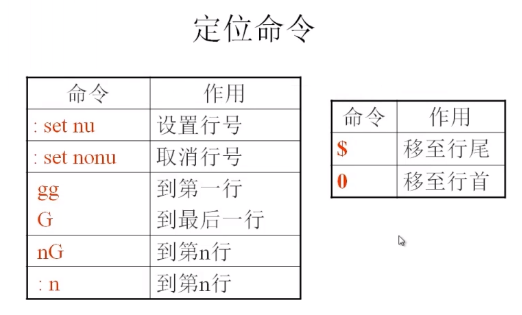 定位命令
命令 作用
: set nu 设置行号
: set nonu 取消行号
gg 到第一行
G 到最后一行
nG 到第n行
: n 到第n行
命令 作用
$ 移至行尾
0 移至行首